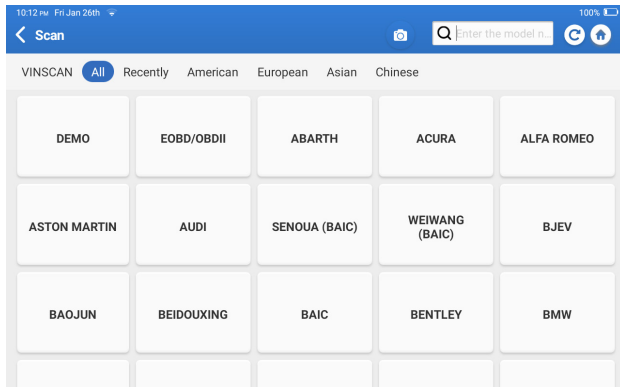 10:12 PM Fri Jan 26th
100%
Scan
Enter the model n...
VINSCAN All Recently American European Asian Chinese
DEMO EOBD/OBDII ABARTH ACURA ALFA ROMEO
ASTON MARTIN AUDI SENOUA (BAIC) WEIWANG (BAIC) BJEV
BAOJUN BEIDOUXING BAIC BENTLEY BMW